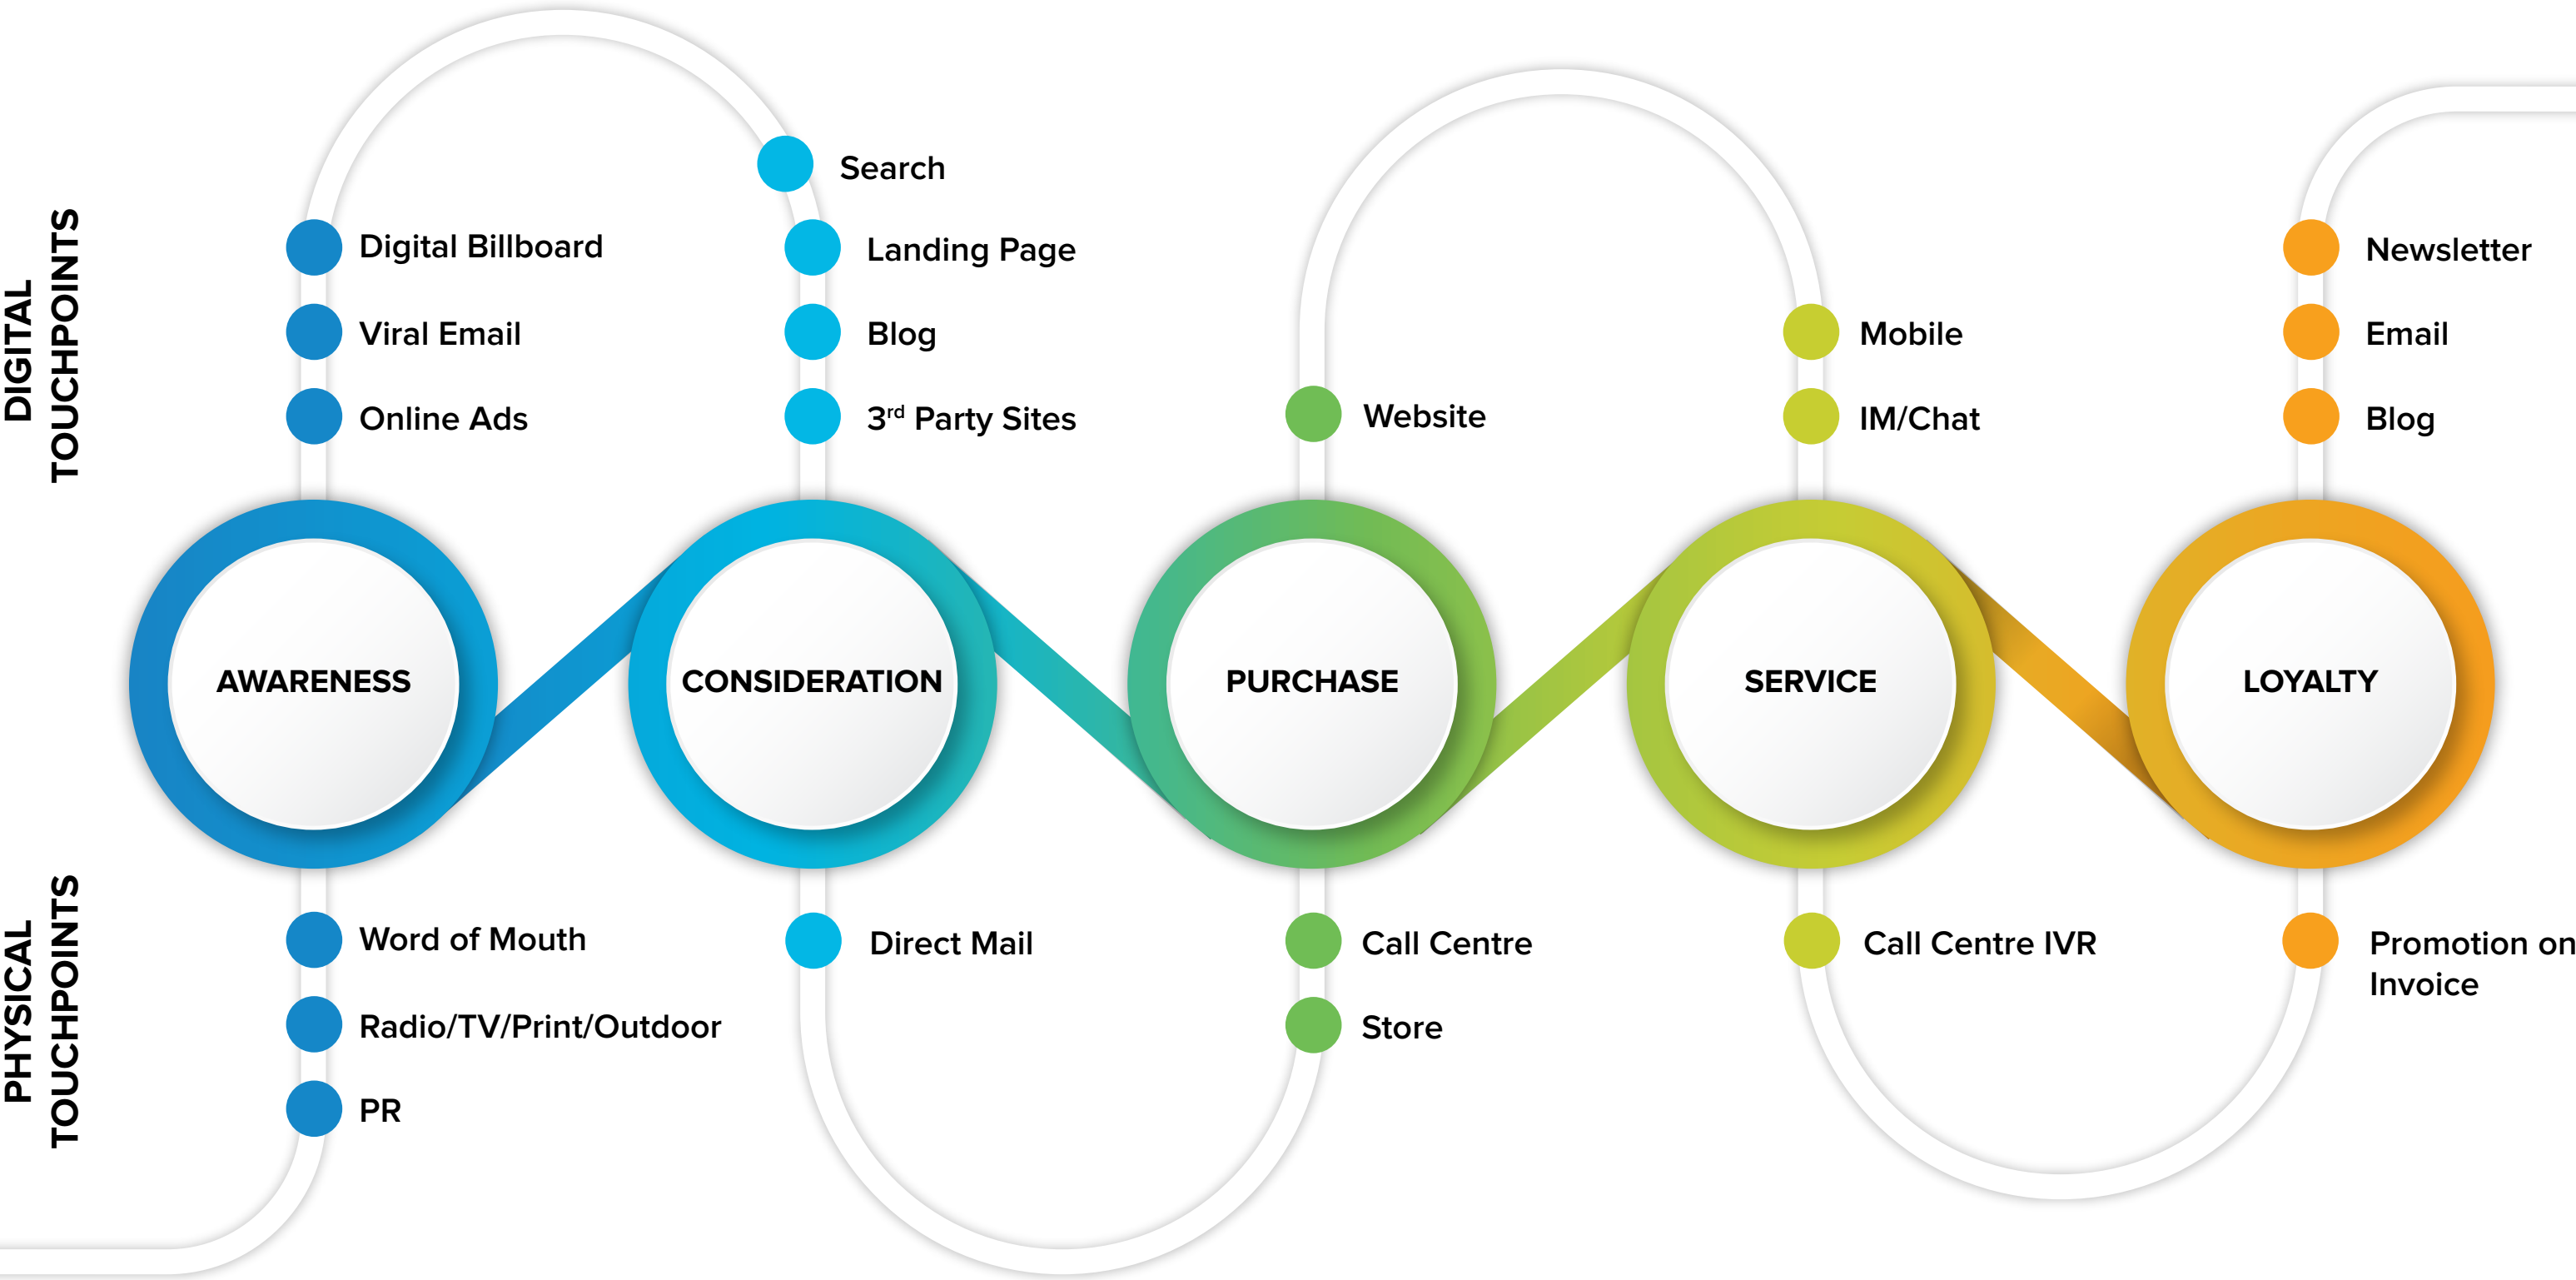 DIGITAL
TOUCHPOINTS
Digital Billboard
Viral Email
Online Ads
Search
Landing Page
Blog
3rd Party Sites
Website
Mobile
IM/Chat
Newsletter
Email
Blog
AWARENESS
CONSIDERATION
PURCHASE
SERVICE
LOYALTY
PHYSICAL
TOUCHPOINTS
Word of Mouth
Radio/TV/Print/Outdoor
PR
Direct Mail
Call Centre
Store
Call Centre IVR
Promotion on
Invoice